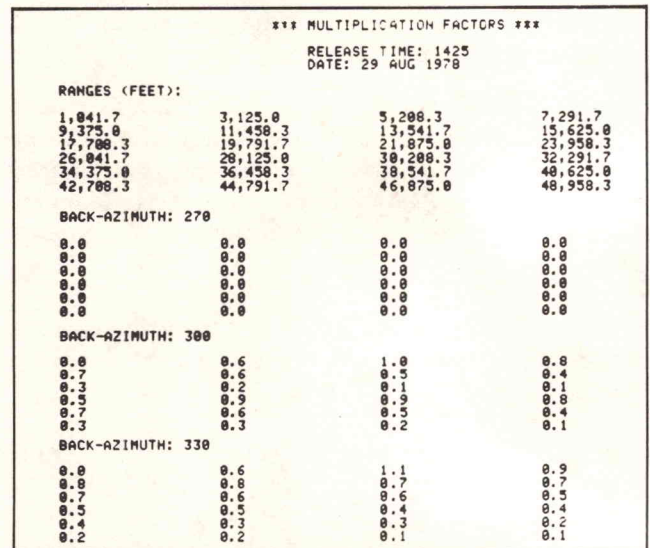 *** MULTIPLICATION FACTORS ***
RELEASE TIME: 1425
DATE: 29 AUG 1978
RANGES (FEET):
1,041.7 3,125.0 5,208.3 7,291.7
9,375.0 11,458.3 13,541.7 15,625.0
17,708.3 19,791.7 21,875.0 23,958.3
26,041.7 28,125.0 30,208.3 32,291.7
34,375.0 36,458.3 38,541.7 40,625.0
42,708.3 44,791.7 46,875.0 48,958.3
BACK-AZIMUTH: 270
0.0 0.0 0.0 0.0
0.0 0.0 0.0 0.0
0.0 0.0 0.0 0.0
0.0 0.0 0.0 0.0
0.0 0.0 0.0 0.0
0.0 0.0 0.0 0.0
BACK-AZIMUTH: 300
0.0 0.6 1.0 0.8
0.7 0.6 0.5 0.4
0.3 0.2 0.1 0.1
0.5 0.9 0.9 0.8
0.7 0.6 0.5 0.4
0.3 0.3 0.2 0.1
BACK-AZIMUTH: 330
0.0 0.6 1.1 0.9
0.8 0.8 0.7 0.7
0.7 0.6 0.6 0.5
0.5 0.5 0.4 0.4
0.4 0.3 0.3 0.2
0.2 0.2 0.1 0.1